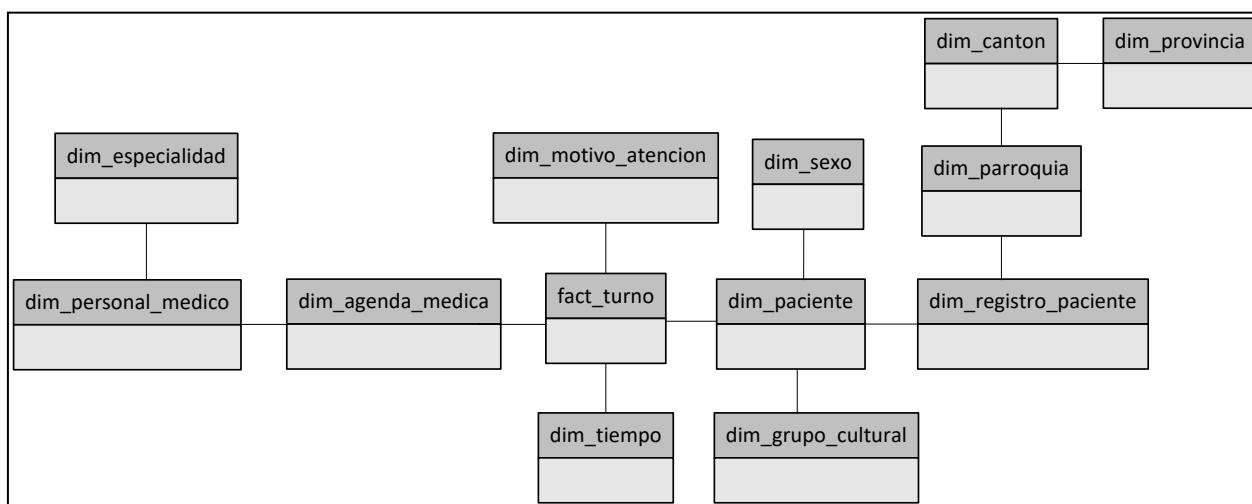 dim_canton
dim_provincia
dim_especialidad
dim_motivo_atencion
dim_sexo
dim_parroquia
dim_personal_medico
dim_agenda_medica
fact_turno
dim_paciente
dim_registro_paciente
dim_tiempo
dim_grupo_cultural